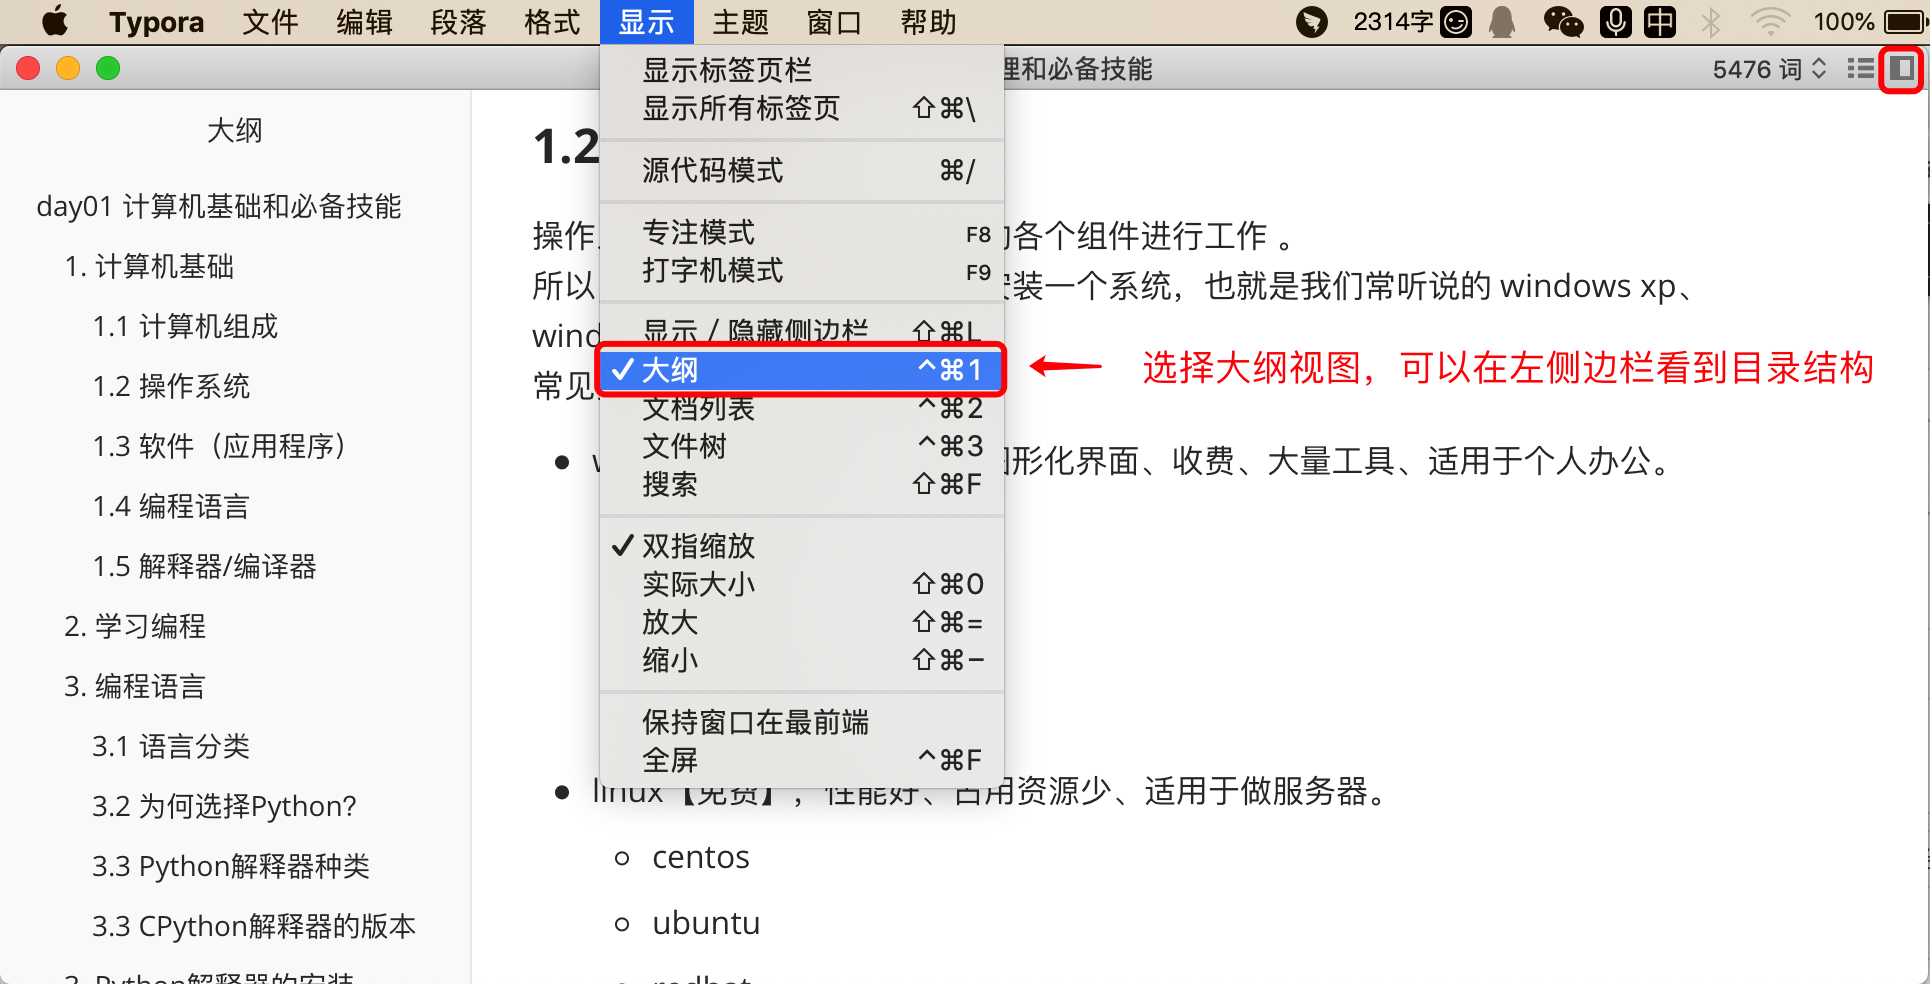 Typora 文件 编辑 段落 格式 显示 主题 窗口 帮助 2314字 中 100%
理和必备技能 5476 词
大纲
day01 计算机基础和必备技能
1. 计算机基础
1.1 计算机组成
1.2 操作系统
1.3 软件（应用程序）
1.4 编程语言
1.5 解释器/编译器
2. 学习编程
3. 编程语言
3.1 语言分类
3.2 为何选择Python？
3.3 Python解释器种类
3.3 CPython解释器的版本
3. Python解释器的安装
显示标签页栏
显示所有标签页 ⇧⌘\
源代码模式 ⌘/
专注模式 F8
打字机模式 F9
显示 / 隐藏侧边栏 ⇧⌘L
✓ 大纲 ^⌘1
文档列表 ^⌘2
文件树 ^⌘3
搜索 ⇧⌘F
✓ 双指缩放
实际大小 ⇧⌘0
放大 ⇧⌘=
缩小 ⇧⌘−
保持窗口在最前端
全屏 ^⌘F
1.2
操作 各个组件进行工作 。
所以 装一个系统，也就是我们常听说的 windows xp、
wind
常见
选择大纲视图，可以在左侧边栏看到目录结构
形化界面、收费、大量工具、适用于个人办公。
linux【免费】，性能好、占用资源少、适用于做服务器。
centos
ubuntu
redhat